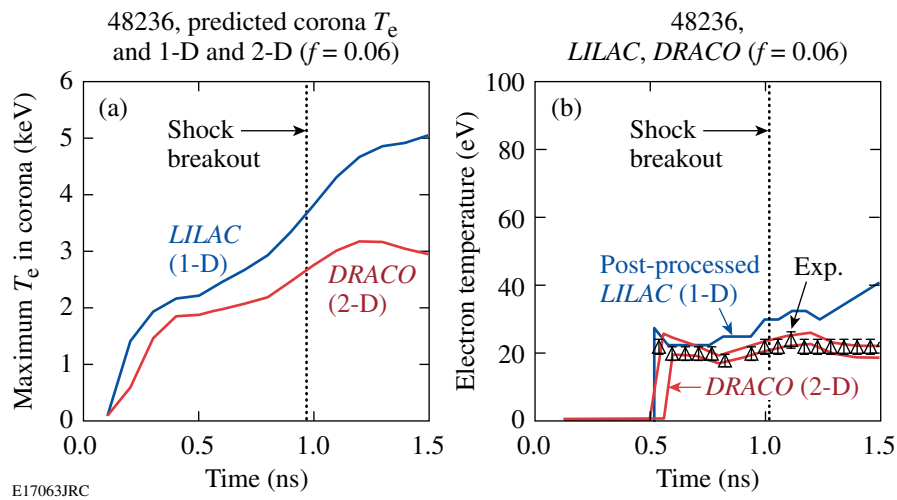 48236, predicted corona Te
and 1-D and 2-D (f = 0.06)
(a)
Shock
breakout
LILAC
(1-D)
DRACO
(2-D)
Maximum Te in corona (keV)
6
5
4
3
2
1
0
0.0 0.5 1.0 1.5
Time (ns)
48236,
LILAC, DRACO (f = 0.06)
(b)
Shock
breakout
Post-processed
LILAC (1-D)
Exp.
DRACO (2-D)
Electron temperature (eV)
100
80
60
40
20
0
0.0 0.5 1.0 1.5
Time (ns)
E17063JRC